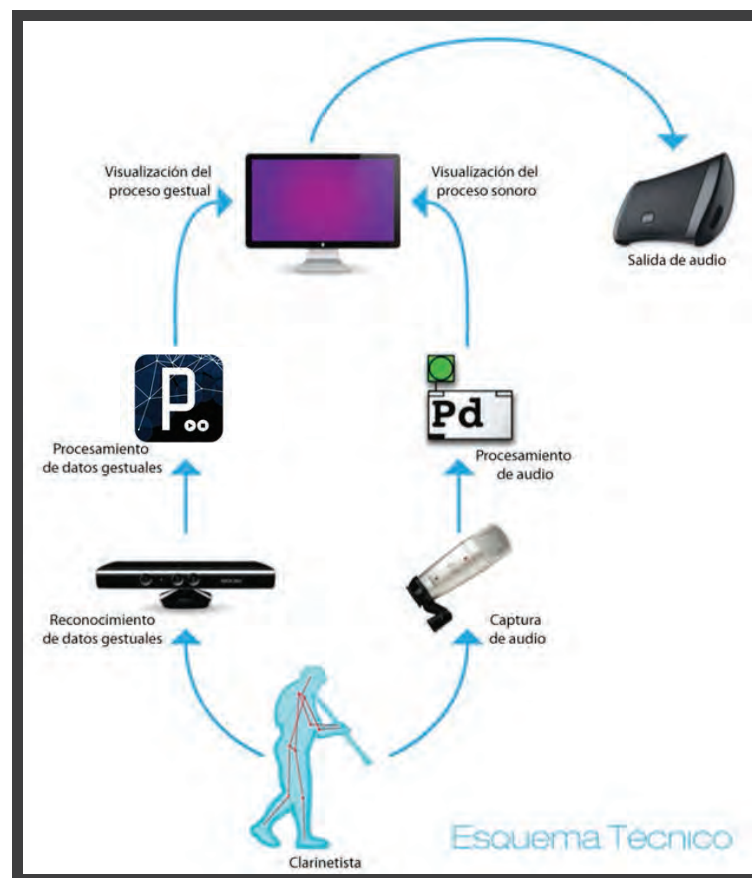 Visualización del
proceso gestual
Visualización del
proceso sonoro
Salida de audio
P
Pd
Procesamiento
de datos gestuales
Procesamiento
de audio
Reconocimiento
de datos gestuales
Captura
de audio
Clarinetista
Esquema Técnico